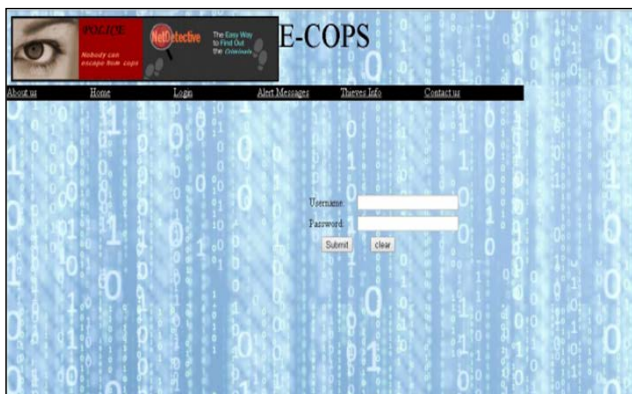 POLICE
Nobody can
escape from cops
NetDetective
The Easy Way
to Find Out
the Criminals
E-COPS
About us Home Login Alert Messages Thieves Info Contact us
Username
Password
Submit clear